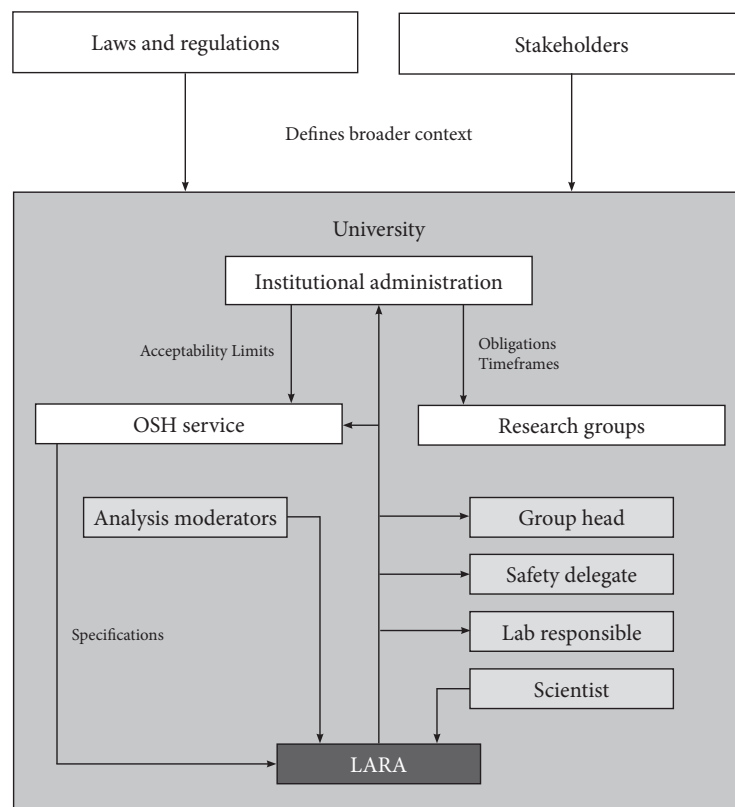 Laws and regulations
Stakeholders
Defines broader context
University
Institutional administration
Acceptability Limits
Obligations
Timeframes
OSH service
Research groups
Analysis moderators
Group head
Safety delegate
Specifications
Lab responsible
Scientist
LARA